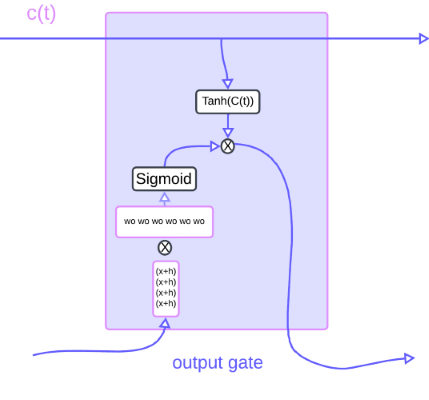 c(t)
Tanh(C(t))
X
Sigmoid
wo wo wo wo wo wo
X
(x+h)
(x+h)
(x+h)
(x+h)
output gate